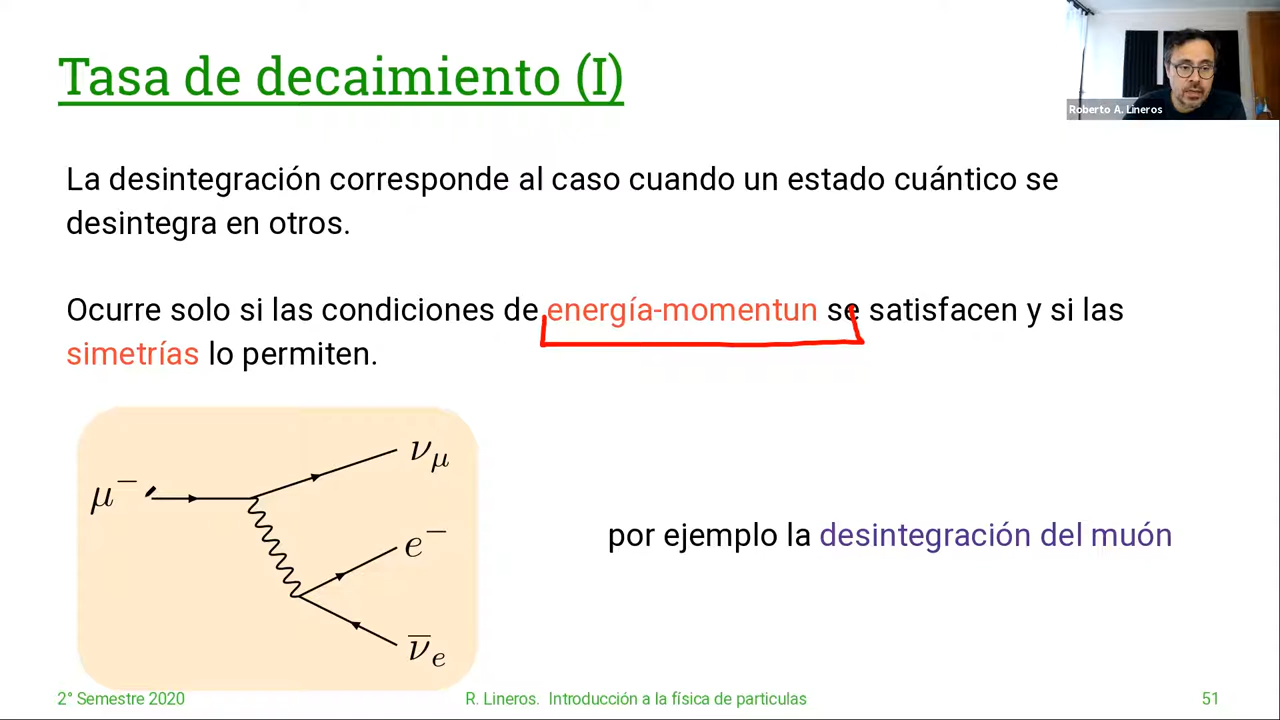 Tasa de decaimiento (I)
Roberto A. Lineros
La desintegración corresponde al caso cuando un estado cuántico se
desintegra en otros.
Ocurre solo si las condiciones de energía-momentun se satisfacen y si las
simetrías lo permiten.
μ⁻
ν_μ
e⁻
ν̅_e
por ejemplo la desintegración del muón
2° Semestre 2020
R. Lineros. Introducción a la física de particulas
51